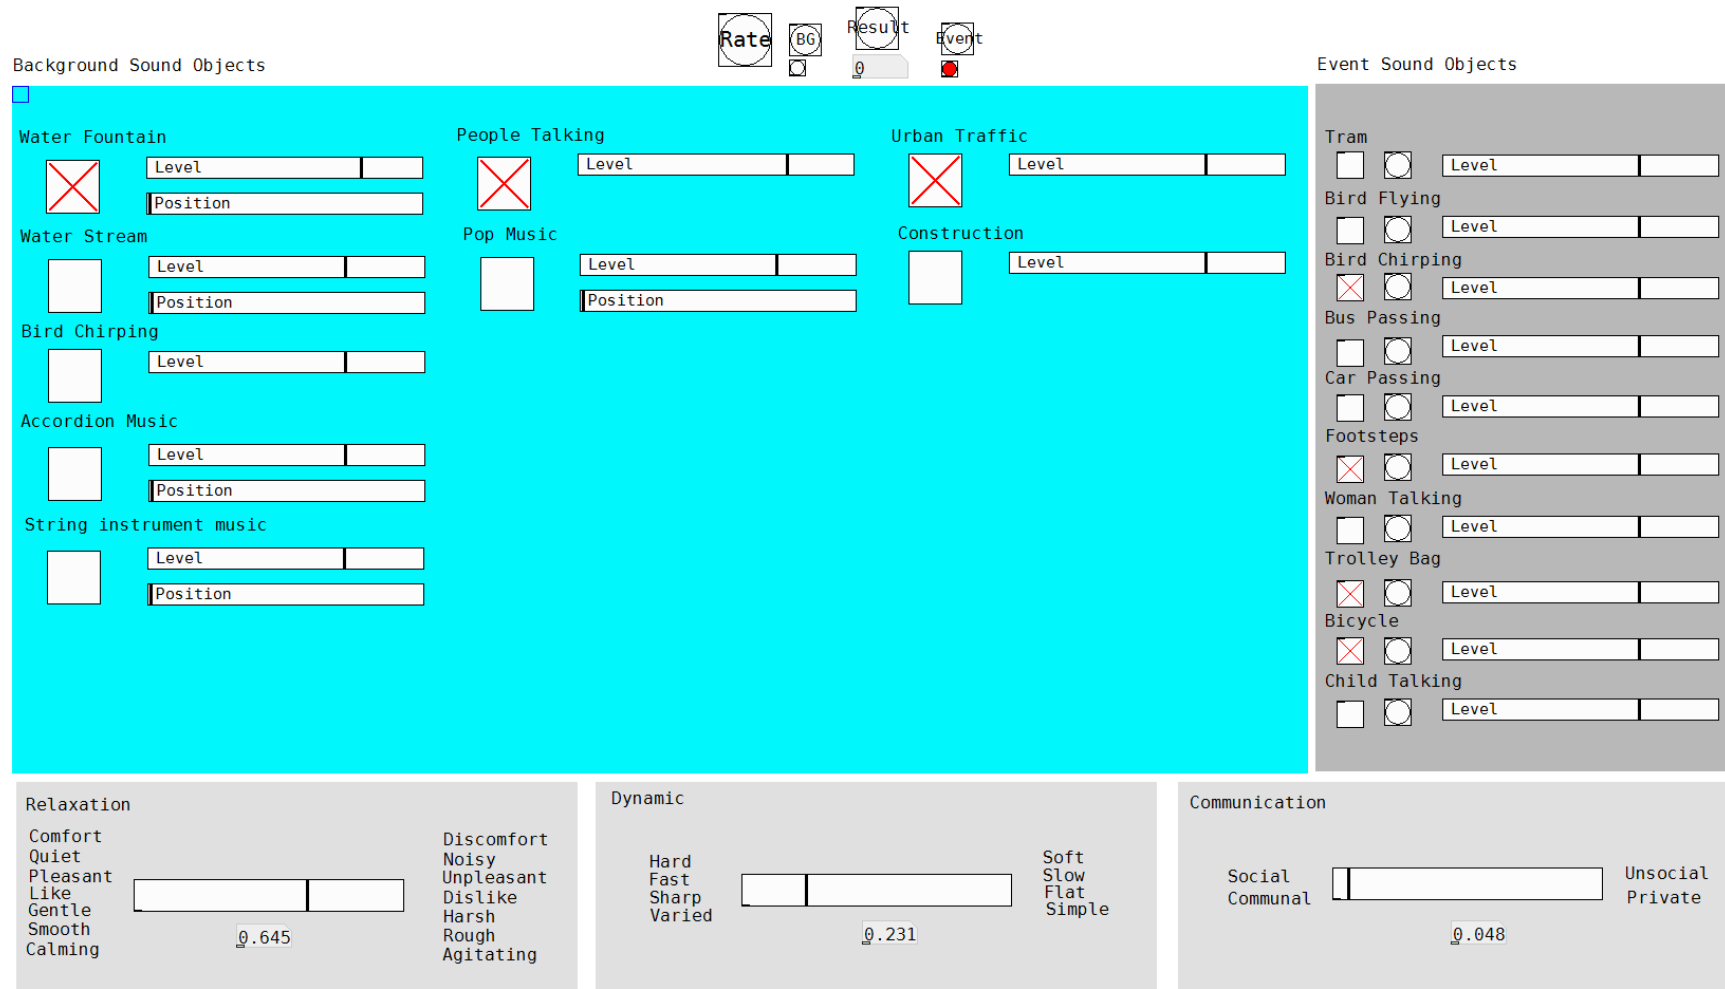 Rate
BG
Result
Event
0
Background Sound Objects
Event Sound Objects
Water Fountain
Level
Position
Water Stream
Level
Position
Bird Chirping
Level
Accordion Music
Level
Position
String instrument music
Level
Position
People Talking
Level
Pop Music
Level
Position
Urban Traffic
Level
Construction
Level
Tram
Level
Bird Flying
Level
Bird Chirping
Level
Bus Passing
Level
Car Passing
Level
Footsteps
Level
Woman Talking
Level
Trolley Bag
Level
Bicycle
Level
Child Talking
Level
Relaxation
Comfort
Quiet
Pleasant
Like
Gentle
Smooth
Calming
0.645
Discomfort
Noisy
Unpleasant
Dislike
Harsh
Rough
Agitating
Dynamic
Hard
Fast
Sharp
Varied
0.231
Soft
Slow
Flat
Simple
Communication
Social
Communal
0.048
Unsocial
Private